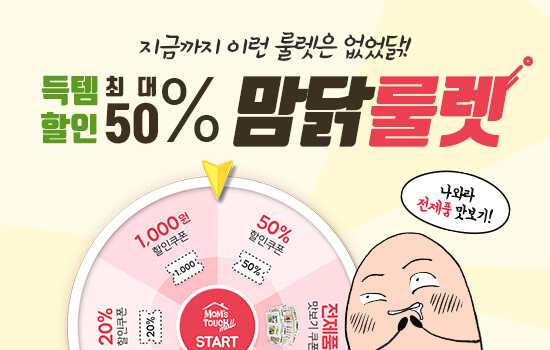 지금까지 이런 룰렛은 없었닭!
득템 최대
할인 50% 맘닭룰렛
나와라
전제품 맛보기!
1,000원
할인쿠폰
1,000
50%
할인쿠폰
50%
20%
할인쿠폰
20%
전제품
맛보기 쿠폰
MOM'S
TOUCH
mall
START